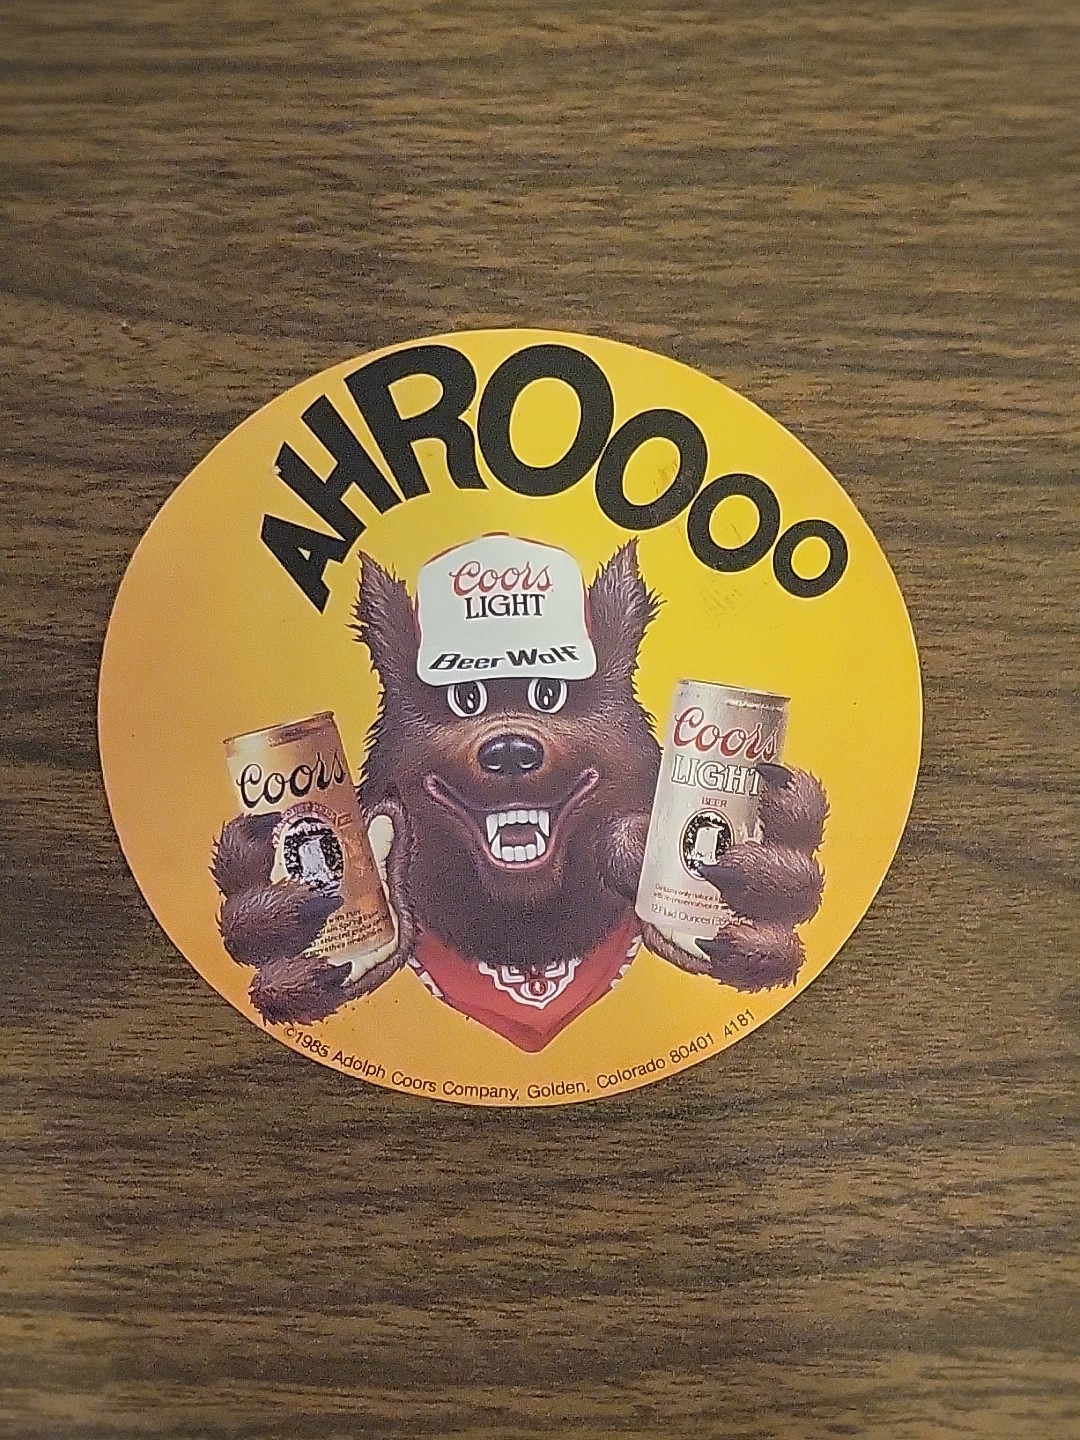 AHROOOO
Coors
LIGHT
Beer Wolf
Coors
Coors
LIGHT
BEER
12 Fluid Ounces
©1985 Adolph Coors Company, Golden, Colorado 80401 4181